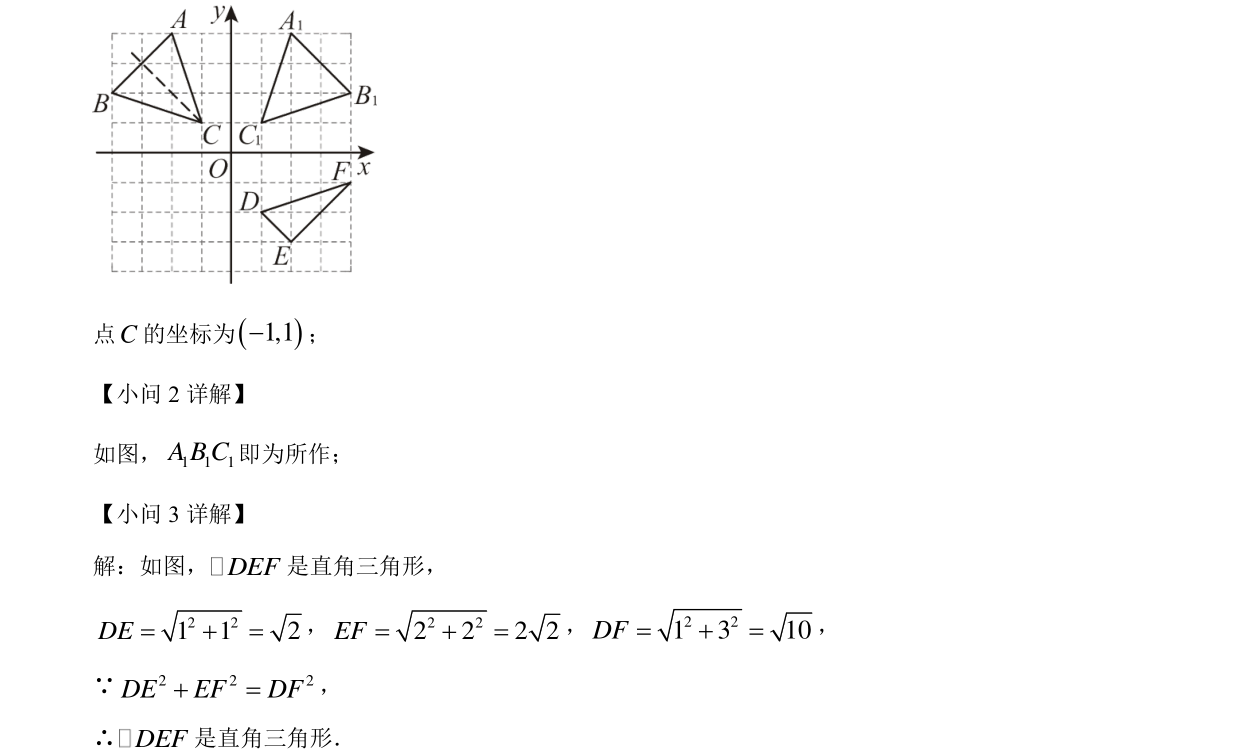 A y A₁
B B₁
C C₁
O F x
D
E
点 C 的坐标为(−1,1)；
【小问 2 详解】
如图， A₁B₁C₁ 即为所作；
【小问 3 详解】
解：如图，□DEF 是直角三角形，
DE = √(1² + 1²) = √2， EF = √(2² + 2²) = 2√2， DF = √(1² + 3²) = √10，
∵ DE² + EF² = DF²，
∴□DEF 是直角三角形．